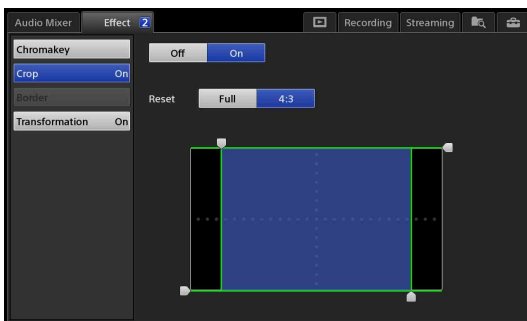 Audio Mixer Effect 2 Recording Streaming
Chromakey
Off On
Crop On
Border
Reset Full 4:3
Transformation On